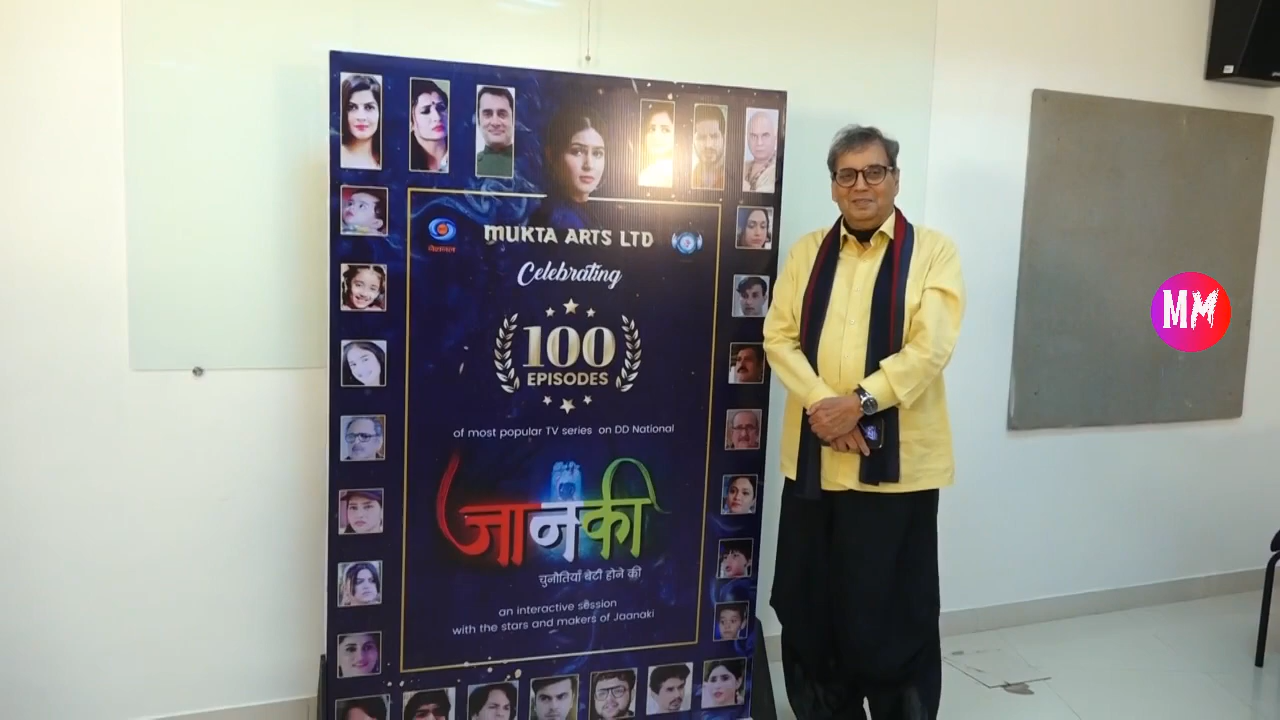 MUKTA ARTS LTD
Celebrating
100
EPISODES
of most popular TV series on DD National
जानकी
चुनौतियाँ बेटी होने की
an interactive session
with the stars and makers of Jaanaki
MM